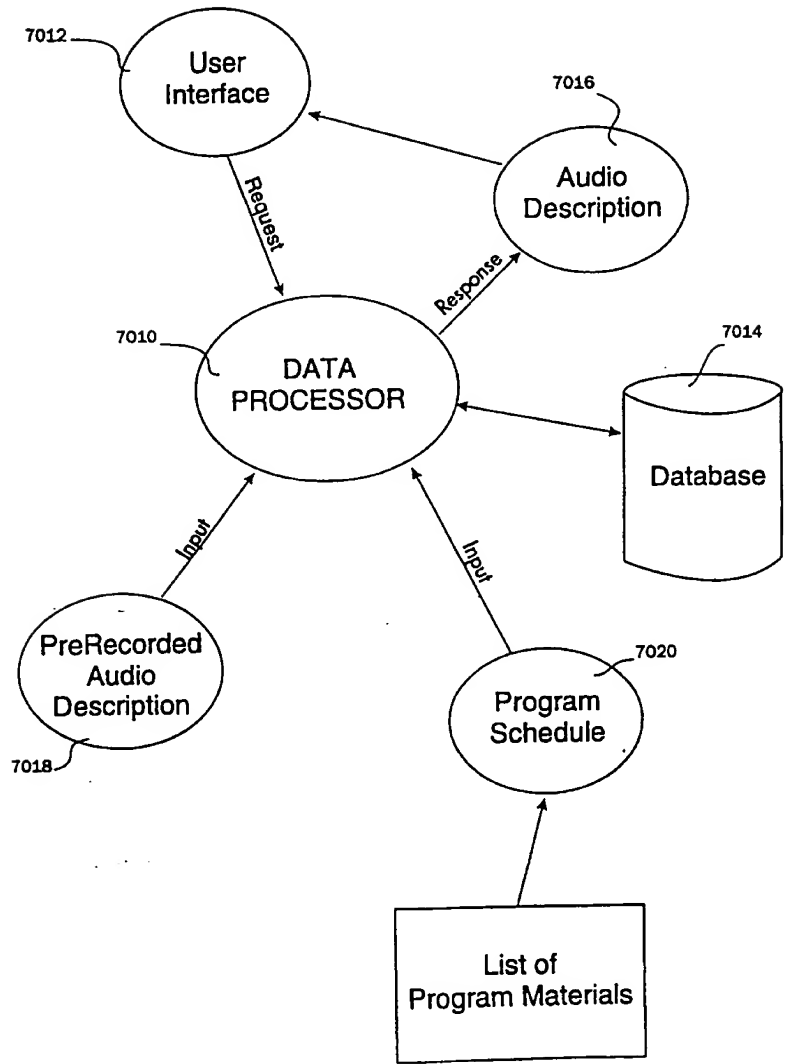 7012
User
Interface
7016
Audio
Description
Request
Response
7010
DATA
PROCESSOR
7014
Database
Input
Input
PreRecorded
Audio
Description
7018
7020
Program
Schedule
List of
Program Materials